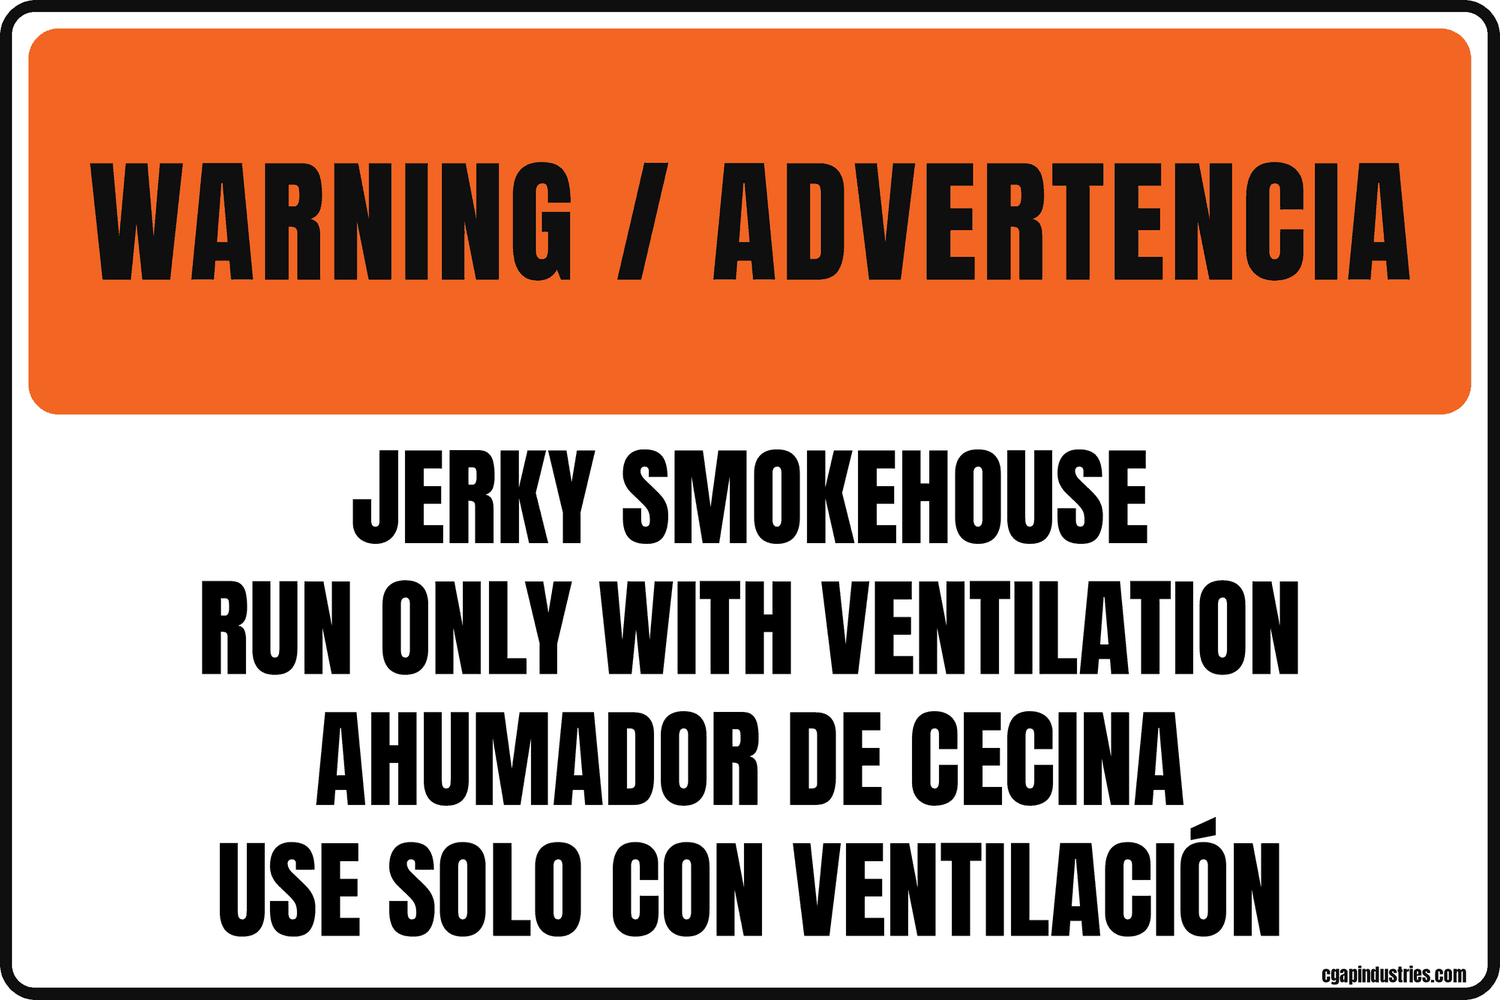 WARNING / ADVERTENCIA
JERKY SMOKEHOUSE
RUN ONLY WITH VENTILATION
AHUMADOR DE CECINA
USE SOLO CON VENTILACIÓN
cgapindustries.com